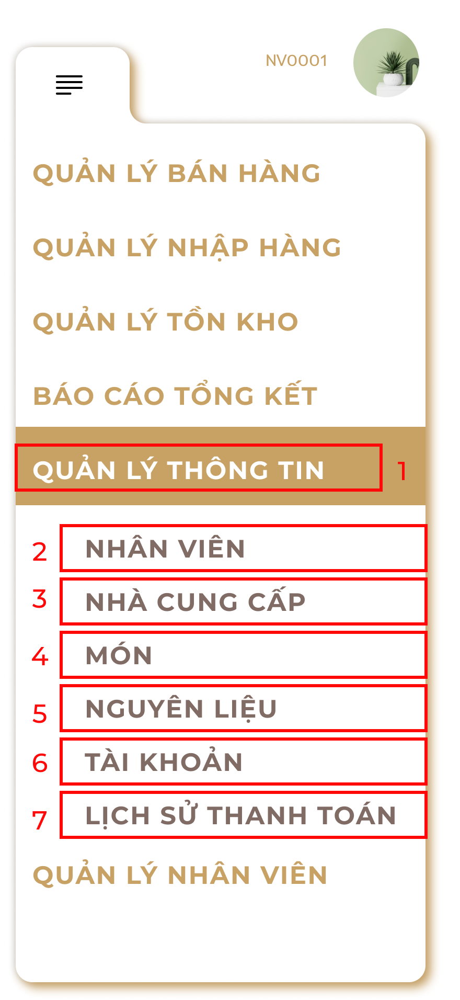 NV0001
QUẢN LÝ BÁN HÀNG
QUẢN LÝ NHẬP HÀNG
QUẢN LÝ TỒN KHO
BÁO CÁO TỔNG KẾT
QUẢN LÝ THÔNG TIN 1
2 NHÂN VIÊN
3 NHÀ CUNG CẤP
4 MÓN
5 NGUYÊN LIỆU
6 TÀI KHOẢN
7 LỊCH SỬ THANH TOÁN
QUẢN LÝ NHÂN VIÊN